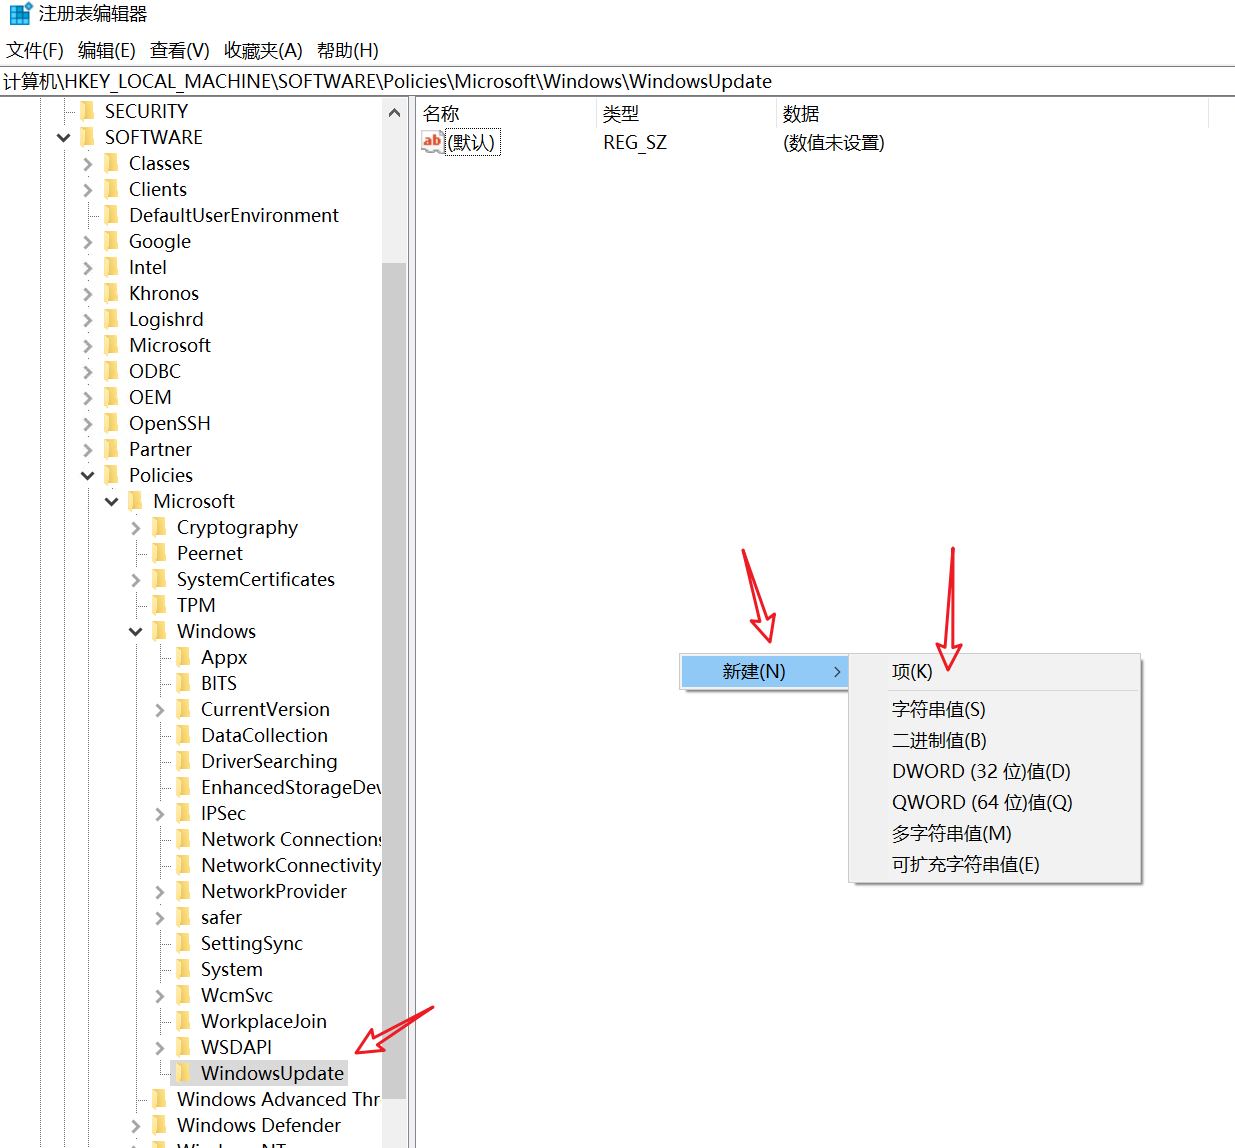 注册表编辑器
文件(F) 编辑(E) 查看(V) 收藏夹(A) 帮助(H)
计算机\HKEY_LOCAL_MACHINE\SOFTWARE\Policies\Microsoft\Windows\WindowsUpdate
SECURITY
SOFTWARE
Classes
Clients
DefaultUserEnvironment
Google
Intel
Khronos
Logishrd
Microsoft
ODBC
OEM
OpenSSH
Partner
Policies
Microsoft
Cryptography
Peernet
SystemCertificates
TPM
Windows
Appx
BITS
CurrentVersion
DataCollection
DriverSearching
EnhancedStorageDev
IPSec
Network Connections
NetworkConnectivity
NetworkProvider
safer
SettingSync
System
WcmSvc
WorkplaceJoin
WSDAPI
WindowsUpdate
Windows Advanced Thr
Windows Defender
Windows NT
名称 类型 数据
ab (默认) REG_SZ (数值未设置)
新建(N)
项(K)
字符串值(S)
二进制值(B)
DWORD (32 位)值(D)
QWORD (64 位)值(Q)
多字符串值(M)
可扩充字符串值(E)